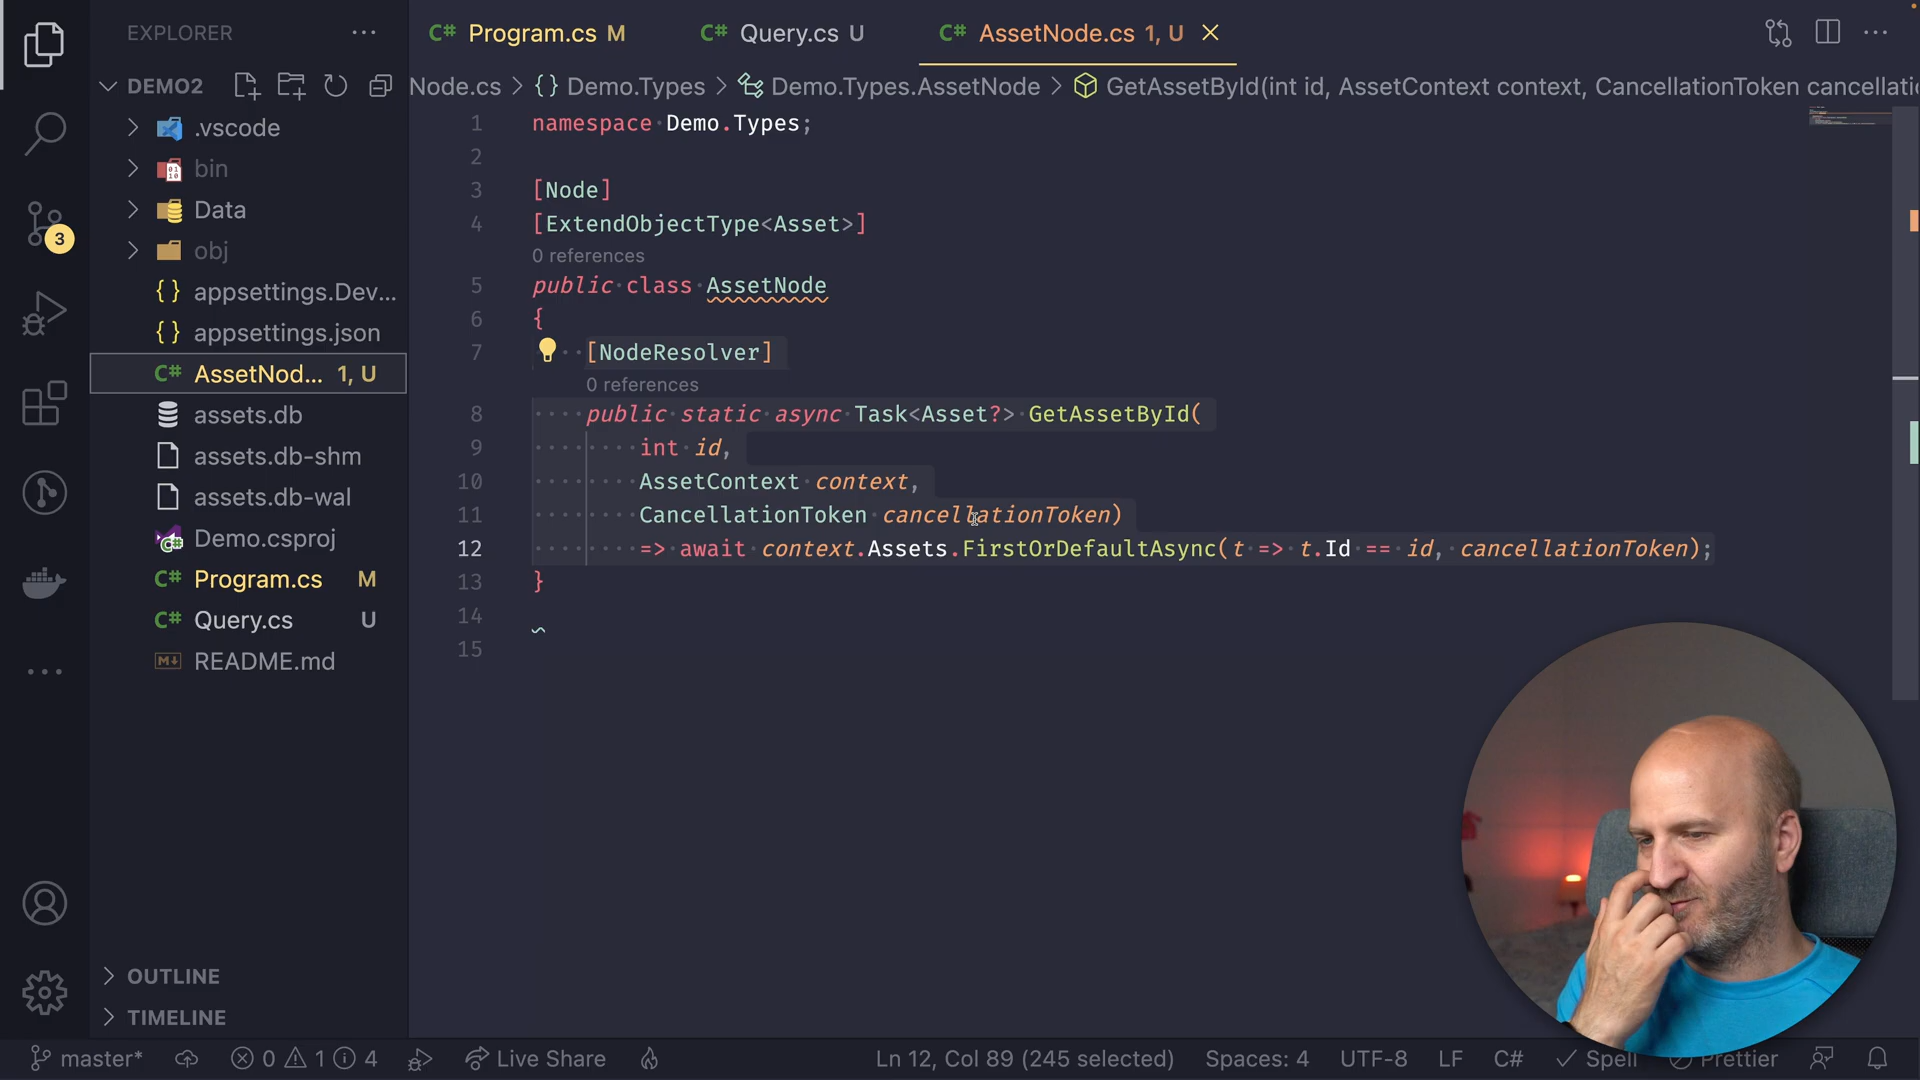 EXPLORER
Program.cs M
Query.cs U
AssetNode.cs 1, U
DEMO2
Node.cs > {} Demo.Types > Demo.Types.AssetNode > GetAssetById(int id, AssetContext context, CancellationToken cancellati
.vscode
bin
Data
obj
appsettings.Dev...
appsettings.json
AssetNod... 1, U
assets.db
assets.db-shm
assets.db-wal
Demo.csproj
Program.cs M
Query.cs U
README.md
3
1 namespace Demo.Types;
2
3 [Node]
4 [ExtendObjectType<Asset>]
0 references
5 public class AssetNode
6 {
7 [NodeResolver]
0 references
8 public static async Task<Asset?> GetAssetById(
9 int id,
10 AssetContext context,
11 CancellationToken cancellationToken)
12 => await context.Assets.FirstOrDefaultAsync(t => t.Id == id, cancellationToken);
13 }
14
15
OUTLINE
TIMELINE
master* 0 1 4 Live Share Ln 12, Col 89 (245 selected) Spaces: 4 UTF-8 LF C# Spell Prettier